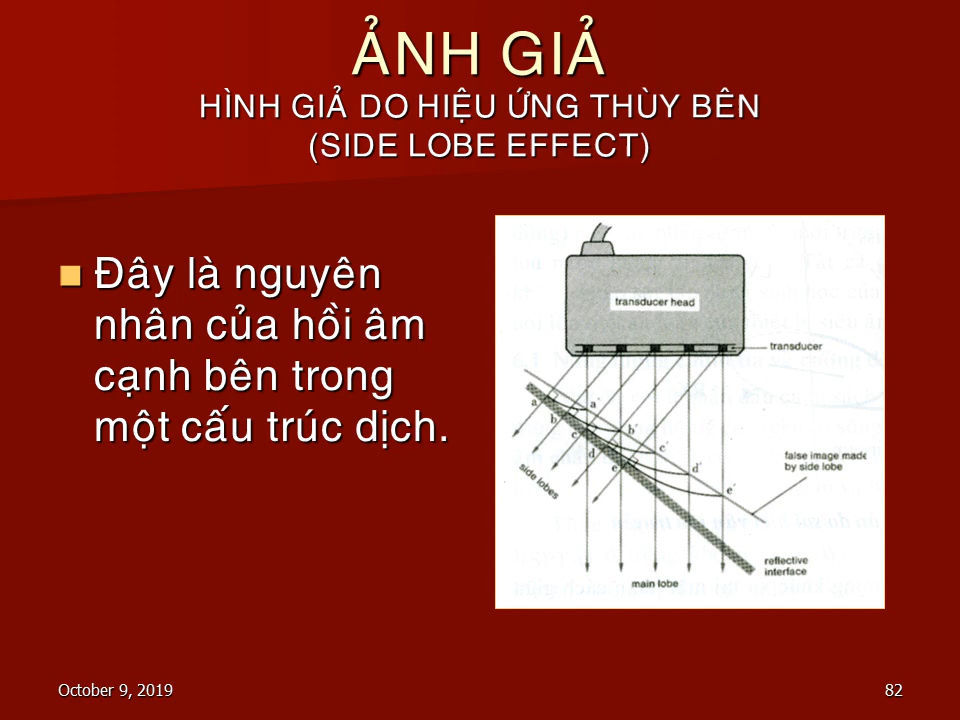 ẢNH GIẢ
HÌNH GIẢ DO HIỆU ỨNG THÙY BÊN
(SIDE LOBE EFFECT)
Đây là nguyên
nhân của hồi âm
cạnh bên trong
một cấu trúc dịch.
transducer head
transducer
a
a'
b
b'
c
c'
d
d'
e
e'
side lobes
false image made
by side lobe
reflective
interface
main lobe
October 9, 2019
82